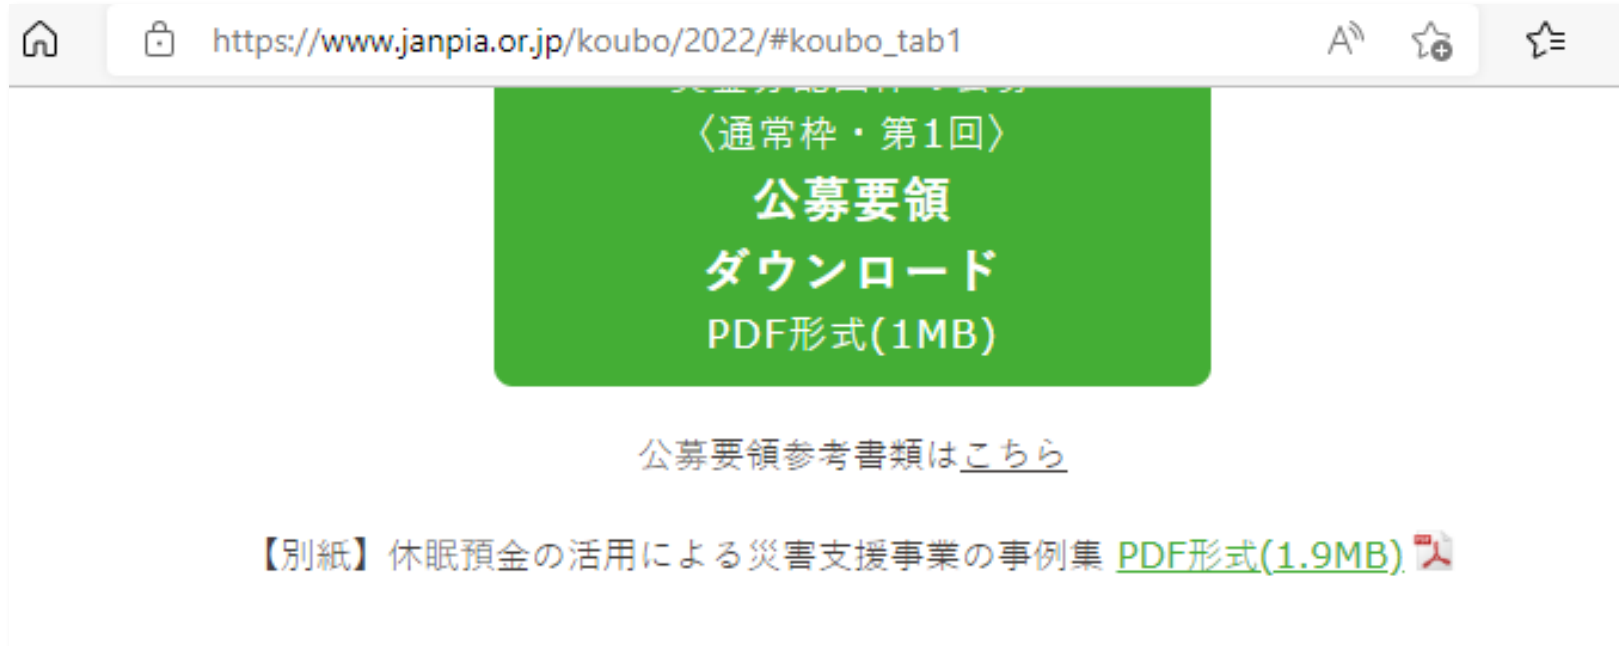 https://www.janpia.or.jp/koubo/2022/#koubo_tab1
〈通常枠・第1回〉
公募要領
ダウンロード
PDF形式(1MB)
公募要領参考書類はこちら
【別紙】休眠預金の活用による災害支援事業の事例集 PDF形式(1.9MB)